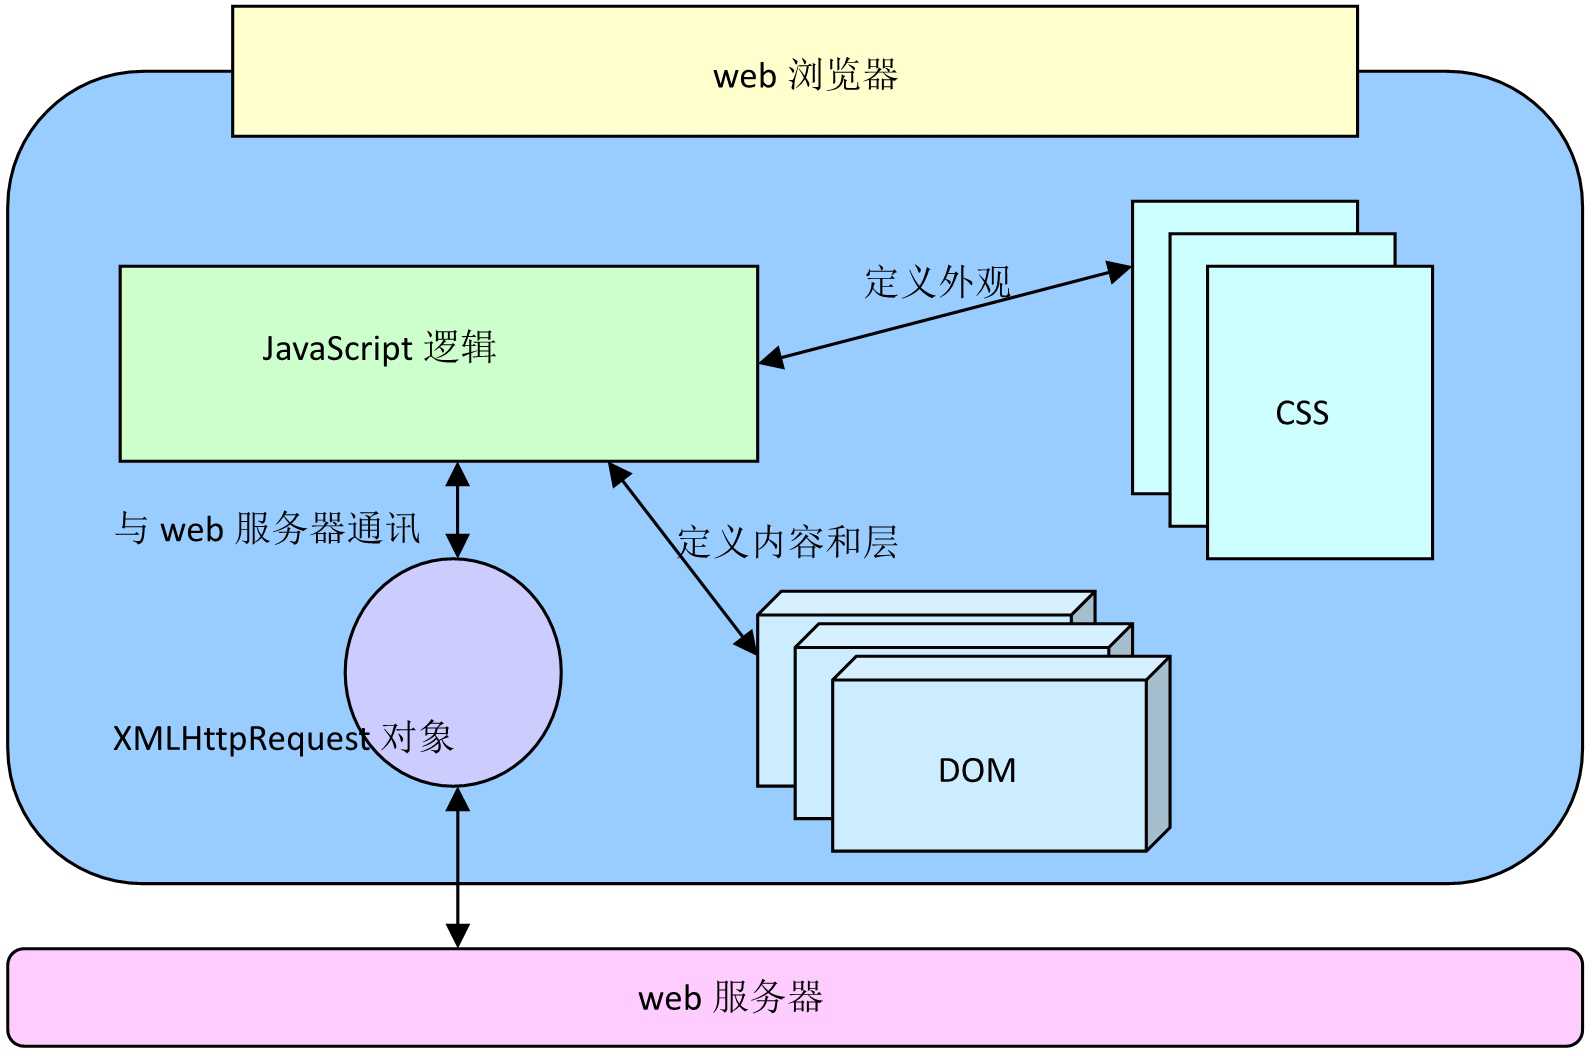 web 浏览器
定义外观
JavaScript 逻辑
CSS
与 web 服务器通讯
定义内容和层
XMLHttpRequest 对象
DOM
web 服务器